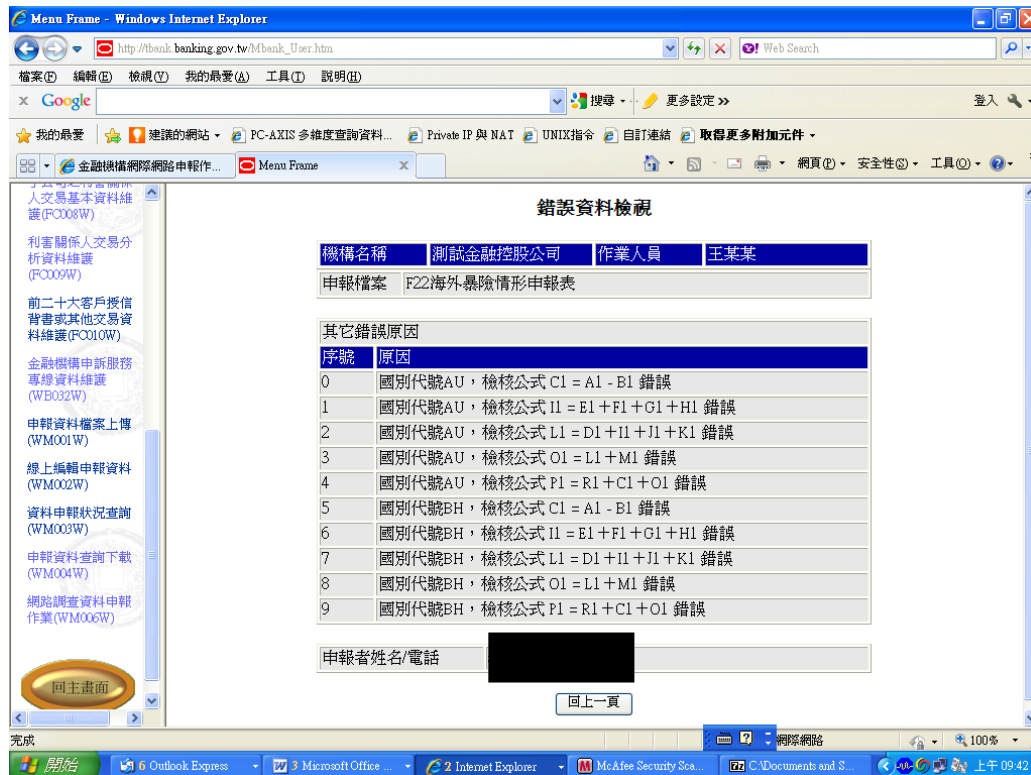 Menu Frame - Windows Internet Explorer
http://tbank.banking.gov.tw/Mbank_User.htm
Web Search
檔案(F) 編輯(E) 檢視(V) 我的最愛(A) 工具(T) 說明(H)
x Google 搜尋 更多設定 >> 登入
我的最愛 建議的網站 PC-AXIS 多維度查詢資料... Private IP 與 NAT UNIX指令 自訂連結 取得更多附加元件
金融機構網際網路申報作... Menu Frame x 網頁(P) 安全性(S) 工具(O)
人交易基本資料維
護(FC008W)
利害關係人交易分
析資料維護
(FC009W)
前二十大客戶授信
背書或其他交易資
料維護(FC010W)
金融機構申訴服務
專線資料維護
(WB032W)
申報資料檔案上傳
(WM001W)
線上編輯申報資料
(WM002W)
資料申報狀況查詢
(WM003W)
申報資料查詢下載
(WM004W)
網路調查資料申報
作業(WM006W)
回主畫面
錯誤資料檢視
機構名稱 測試金融控股公司 作業人員 王某某
申報檔案 F22海外暴險情形申報表
其它錯誤原因
序號 原因
0 國別代號AU，檢核公式 C1 = A1 - B1 錯誤
1 國別代號AU，檢核公式 I1 = E1＋F1＋G1＋H1 錯誤
2 國別代號AU，檢核公式 L1 = D1＋I1＋J1＋K1 錯誤
3 國別代號AU，檢核公式 O1 = L1＋M1 錯誤
4 國別代號AU，檢核公式 P1 = R1＋C1＋O1 錯誤
5 國別代號BH，檢核公式 C1 = A1 - B1 錯誤
6 國別代號BH，檢核公式 I1 = E1＋F1＋G1＋H1 錯誤
7 國別代號BH，檢核公式 L1 = D1＋I1＋J1＋K1 錯誤
8 國別代號BH，檢核公式 O1 = L1＋M1 錯誤
9 國別代號BH，檢核公式 P1 = R1＋C1＋O1 錯誤
申報者姓名/電話
回上一頁
完成 網際網路 100%
開始 6 Outlook Express 3 Microsoft Office ... 2 Internet Explorer McAfee Security Sca... C:\Documents and S... 上午 09:42